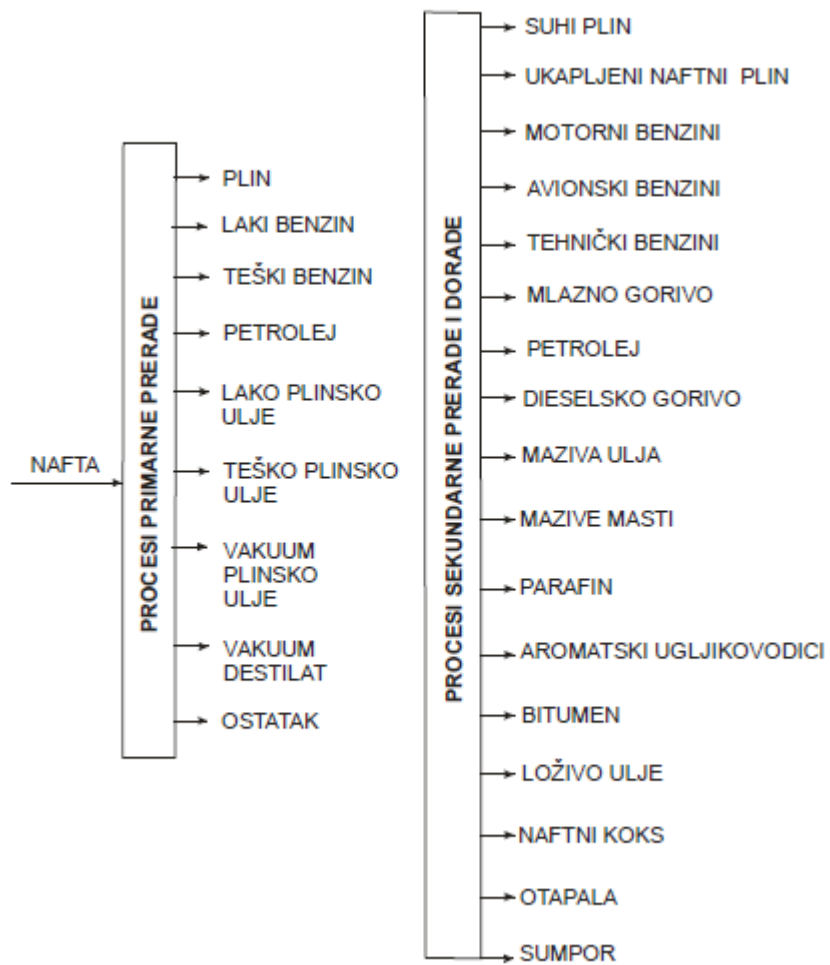 NAFTA
PROCESI PRIMARNE PRERADE
PLIN
LAKI BENZIN
TEŠKI BENZIN
PETROLEJ
LAKO PLINSKO
ULJE
TEŠKO PLINSKO
ULJE
VAKUUM
PLINSKO
ULJE
VAKUUM
DESTILAT
OSTATAK
PROCESI SEKUNDARNE PRERADE I DORADE
SUHI PLIN
UKAPLJENI NAFTNI PLIN
MOTORNI BENZINI
AVIONSKI BENZINI
TEHNIČKI BENZINI
MLAZNO GORIVO
PETROLEJ
DIESELSKO GORIVO
MAZIVA ULJA
MAZIVE MASTI
PARAFIN
AROMATSKI UGLJIKOVODICI
BITUMEN
LOŽIVO ULJE
NAFTNI KOKS
OTAPALA
SUMPOR